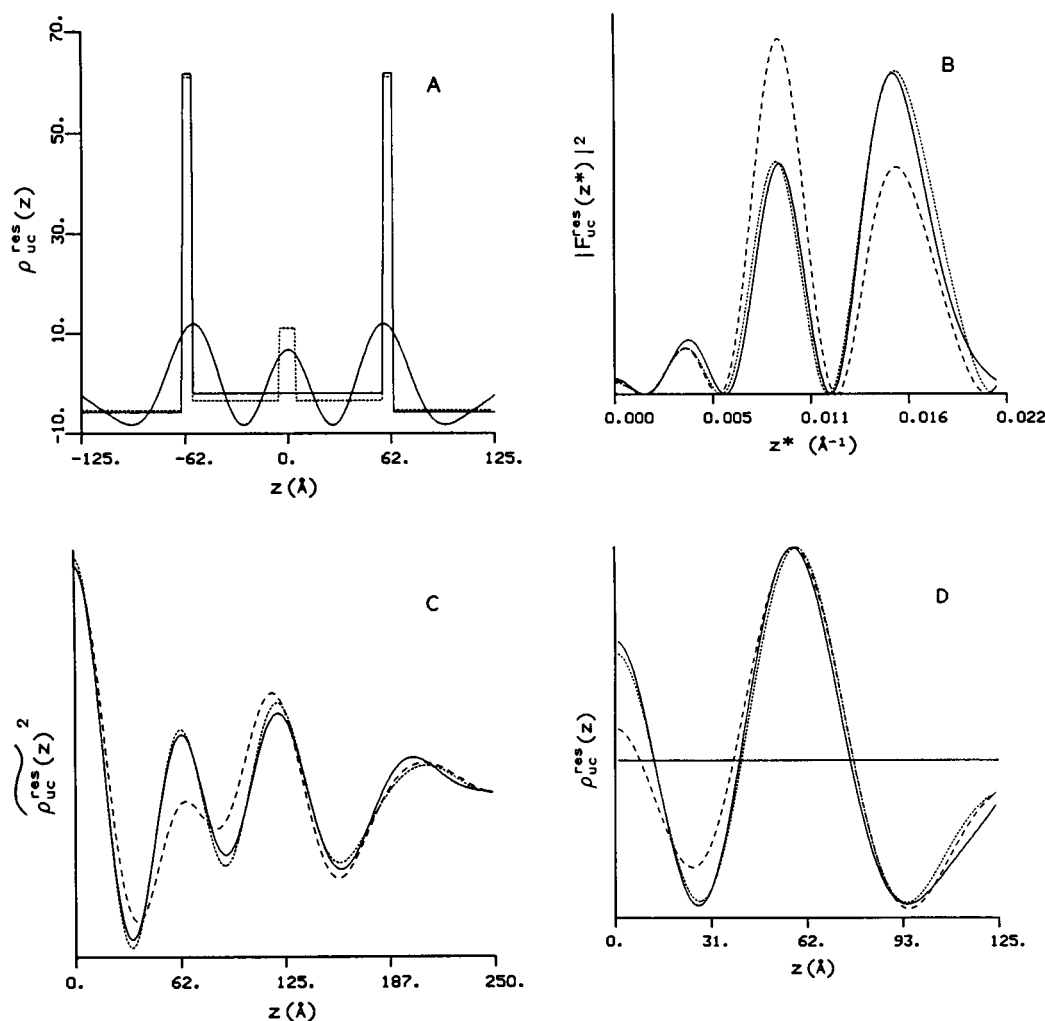 A
70.
50.
30.
10.
-10.
ρ_uc^res(z)
-125.
-62.
0.
62.
125.
z(Å)
B
|F_uc^res(z*)|²
0.000
0.005
0.011
0.016
0.022
z* (Å⁻¹)
C
ρ_uc^res(z)²
0.
62.
125.
187.
250.
z(Å)
D
ρ_uc^res(z)
0.
31.
62.
93.
125.
z(Å)